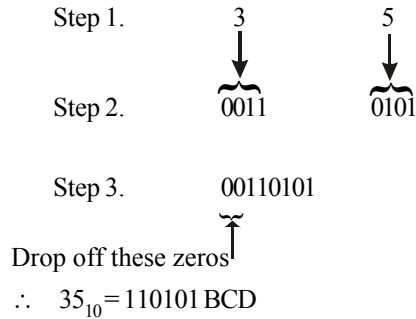 Step 1. 3 5
Step 2. 0011 0101
Step 3. 00110101
Drop off these zeros
∴ 35₁₀ = 110101 BCD